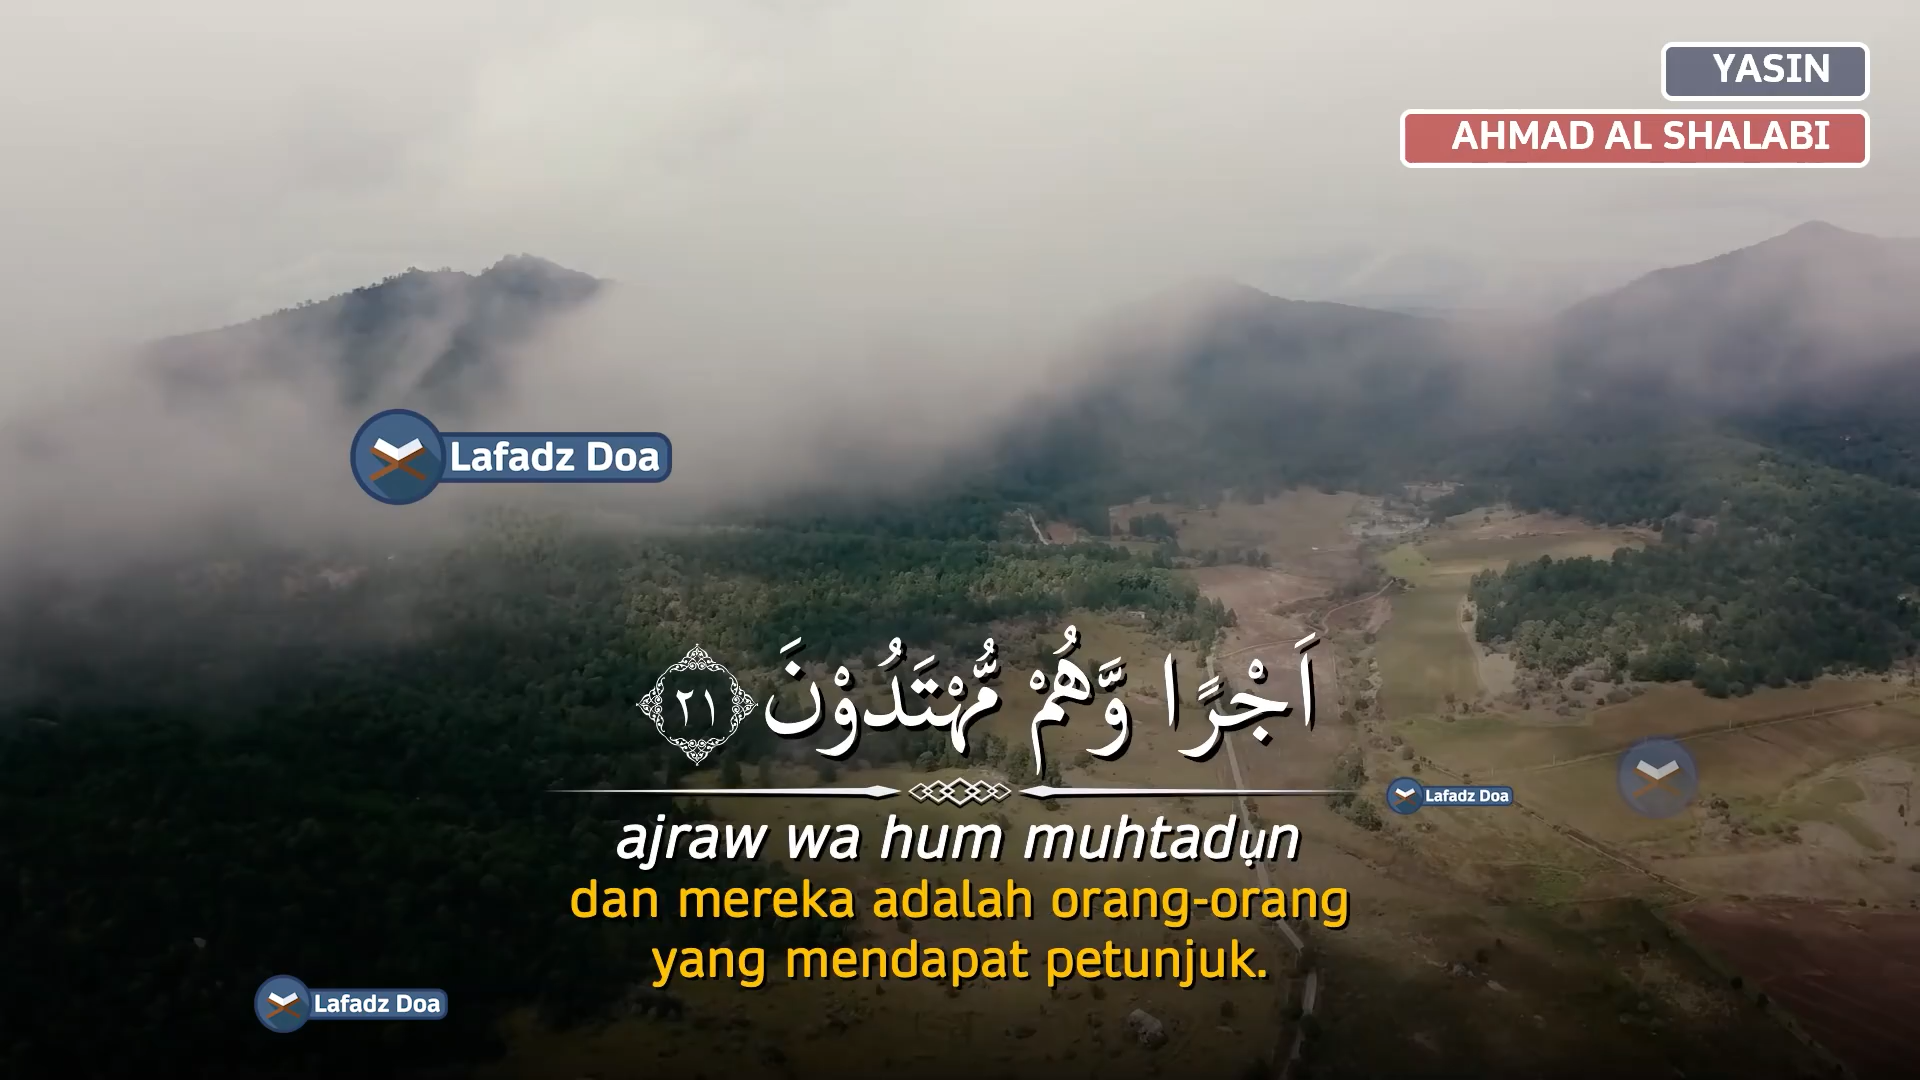 YASIN
AHMAD AL SHALABI
Lafadz Doa
اَجْرًا وَّهُمْ مُّهْتَدُوْنَ ٢١
Lafadz Doa
ajraw wa hum muhtadụn
dan mereka adalah orang-orang
yang mendapat petunjuk.
Lafadz Doa